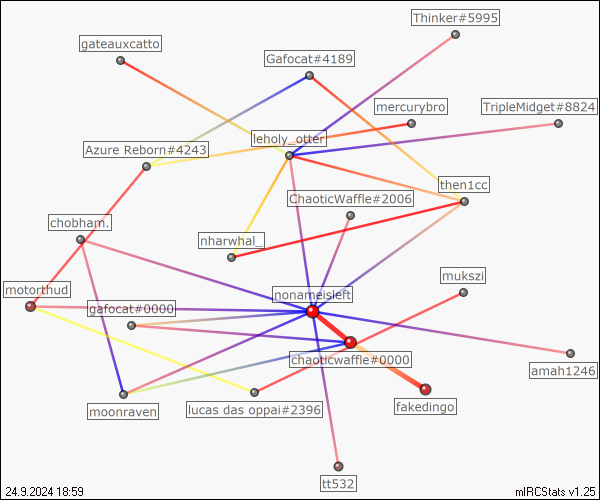 Thinker#5995
gateauxcatto
Gafocat#4189
mercurybro
TripleMidget#8824
leholy_otter
Azure Reborn#4243
then1cc
ChaoticWaffle#2006
chobham.
nharwhal_
mukszi
motorthud
nonameisleft
gafocat#0000
chaoticwaffle#0000
amah1246
moonraven
lucas das oppai#2396
fakedingo
tt532
24.9.2024 18:59
mIRCStats v1.25